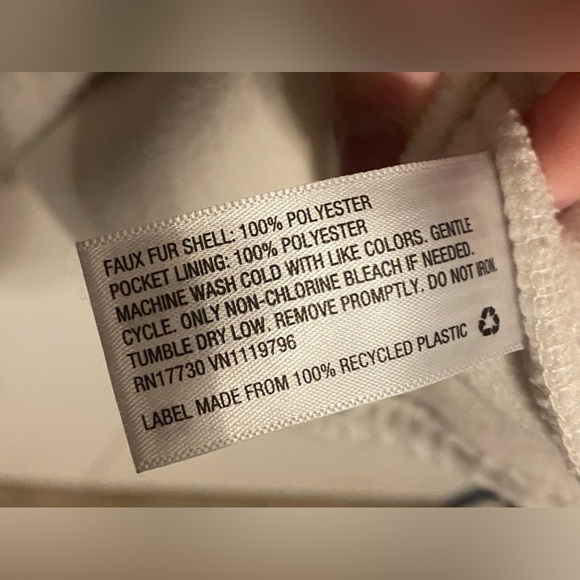 FAUX FUR SHELL: 100% POLYESTER
POCKET LINING: 100% POLYESTER
MACHINE WASH COLD WITH LIKE COLORS. GENTLE
CYCLE. ONLY NON-CHLORINE BLEACH IF NEEDED.
TUMBLE DRY LOW. REMOVE PROMPTLY. DO NOT IRON.
RN17730 VN1119796
LABEL MADE FROM 100% RECYCLED PLASTIC